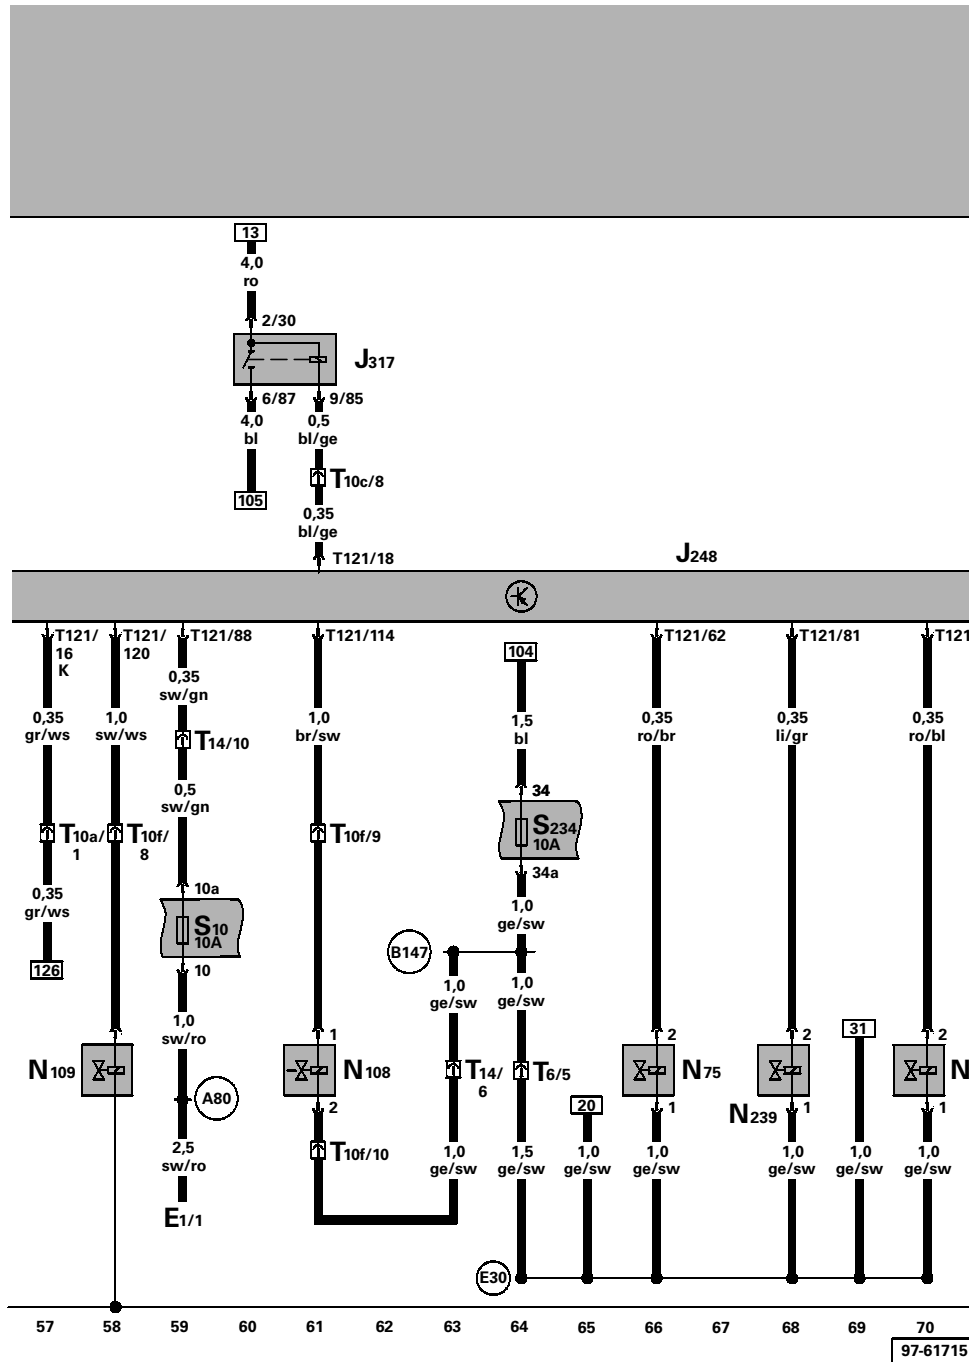 13
4,0
ro
2/30
J317
6/87 9/85
4,0 0,5
bl bl/ge
T10c/8
105
0,35
bl/ge
T121/18
J248
T121/ T121/ T121/88 T121/114 T121/62 T121/81 T121
16 120
K
104
0,35
sw/gn
0,35 1,0 1,0 1,5 0,35 0,35 0,35
gr/ws sw/ws br/sw bl ro/br li/gr ro/bl
T14/10
0,5
sw/gn
34
T10a/ T10f/ T10f/9 S234
1 8 10A
34a
10a
0,35 1,0
gr/ws ge/sw
S10
10A
B147
126 10
1,0 1,0
ge/sw ge/sw
1,0
sw/ro
31
1 2 2 2
N109 N108 T14/ T6/5 N75 N
6
A80 2 20 1 N239 1 1
2,5 T10f/10 1,0 1,5 1,0 1,0 1,0 1,0 1,0
sw/ro ge/sw ge/sw ge/sw ge/sw ge/sw ge/sw ge/sw
E1/1
E30
57 58 59 60 61 62 63 64 65 66 67 68 69 70
97-61715